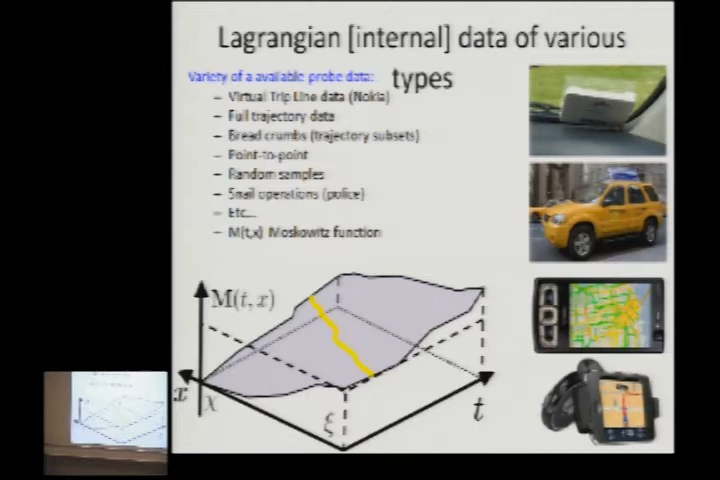 Lagrangian [internal] data of various
types
Variety of a available probe data:
– Virtual Trip Line data (Nokia)
– Full trajectory data
– Bread crumbs (trajectory subsets)
– Point-to-point
– Random samples
– Snail operations (police)
– Etc...
– M(t,x) Moskowitz function
M(t, x)
x
χ
ξ
t